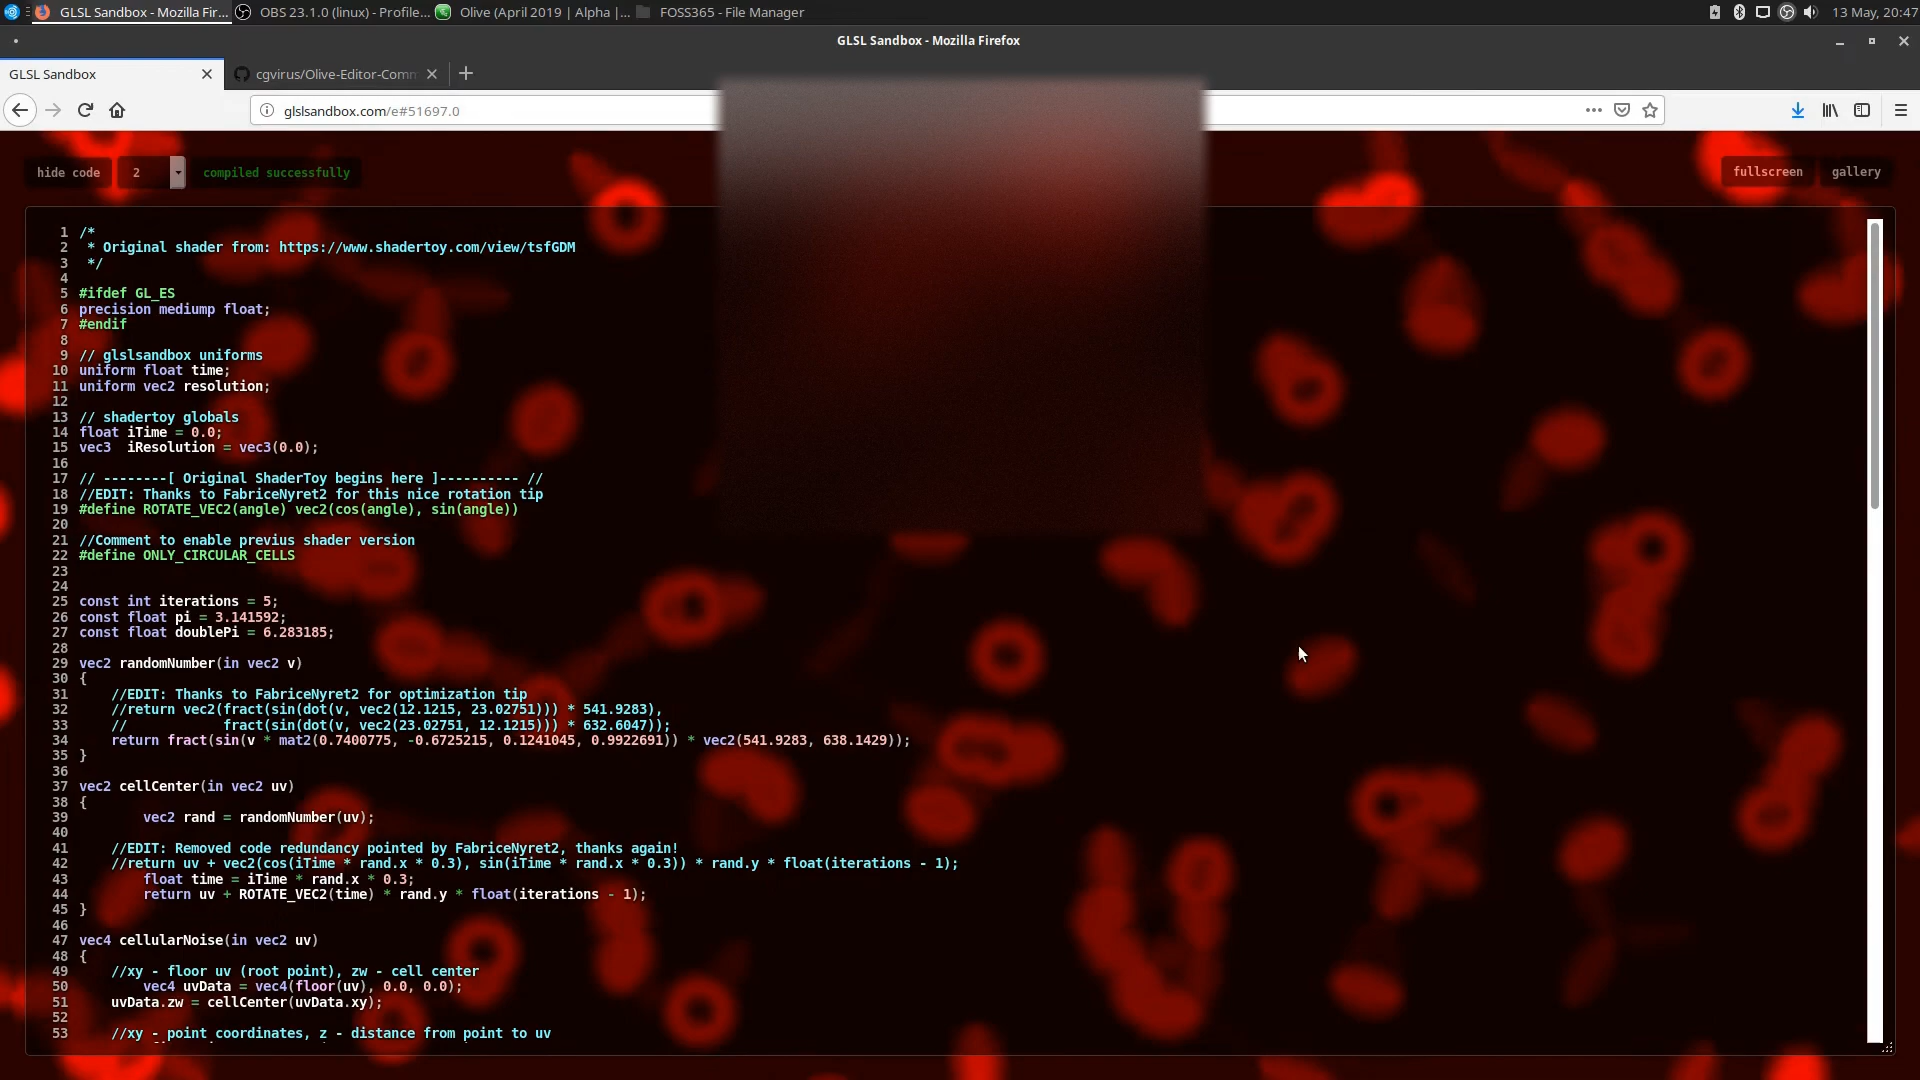 GLSL Sandbox - Mozilla Fir...
OBS 23.1.0 (linux) - Profile...
Olive (April 2019 | Alpha |...
FOSS365 - File Manager
13 May, 20:47
GLSL Sandbox - Mozilla Firefox
GLSL Sandbox
cgvirus/Olive-Editor-Comm
glslsandbox.com/e#51697.0
hide code
2
compiled successfully
fullscreen
gallery
1 /*
2 * Original shader from: https://www.shadertoy.com/view/tsfGDM
3 */
4
5 #ifdef GL_ES
6 precision mediump float;
7 #endif
8
9 // glslsandbox uniforms
10 uniform float time;
11 uniform vec2 resolution;
12
13 // shadertoy globals
14 float iTime = 0.0;
15 vec3  iResolution = vec3(0.0);
16
17 // --------[ Original ShaderToy begins here ]---------- //
18 //EDIT: Thanks to FabriceNyret2 for this nice rotation tip
19 #define ROTATE_VEC2(angle) vec2(cos(angle), sin(angle))
20
21 //Comment to enable previus shader version
22 #define ONLY_CIRCULAR_CELLS
23
24
25 const int iterations = 5;
26 const float pi = 3.141592;
27 const float doublePi = 6.283185;
28
29 vec2 randomNumber(in vec2 v)
30 {
31     //EDIT: Thanks to FabriceNyret2 for optimization tip
32     //return vec2(fract(sin(dot(v, vec2(12.1215, 23.02751))) * 541.9283),
33     //            fract(sin(dot(v, vec2(23.02751, 12.1215))) * 632.6047));
34     return fract(sin(v * mat2(0.7400775, -0.6725215, 0.1241045, 0.9922691)) * vec2(541.9283, 638.1429));
35 }
36
37 vec2 cellCenter(in vec2 uv)
38 {
39         vec2 rand = randomNumber(uv);
40
41     //EDIT: Removed code redundancy pointed by FabriceNyret2, thanks again!
42     //return uv + vec2(cos(iTime * rand.x * 0.3), sin(iTime * rand.x * 0.3)) * rand.y * float(iterations - 1);
43         float time = iTime * rand.x * 0.3;
44         return uv + ROTATE_VEC2(time) * rand.y * float(iterations - 1);
45 }
46
47 vec4 cellularNoise(in vec2 uv)
48 {
49     //xy - floor uv (root point), zw - cell center
50         vec4 uvData = vec4(floor(uv), 0.0, 0.0);
51     uvData.zw = cellCenter(uvData.xy);
52
53     //xy - point coordinates, z - distance from point to uv